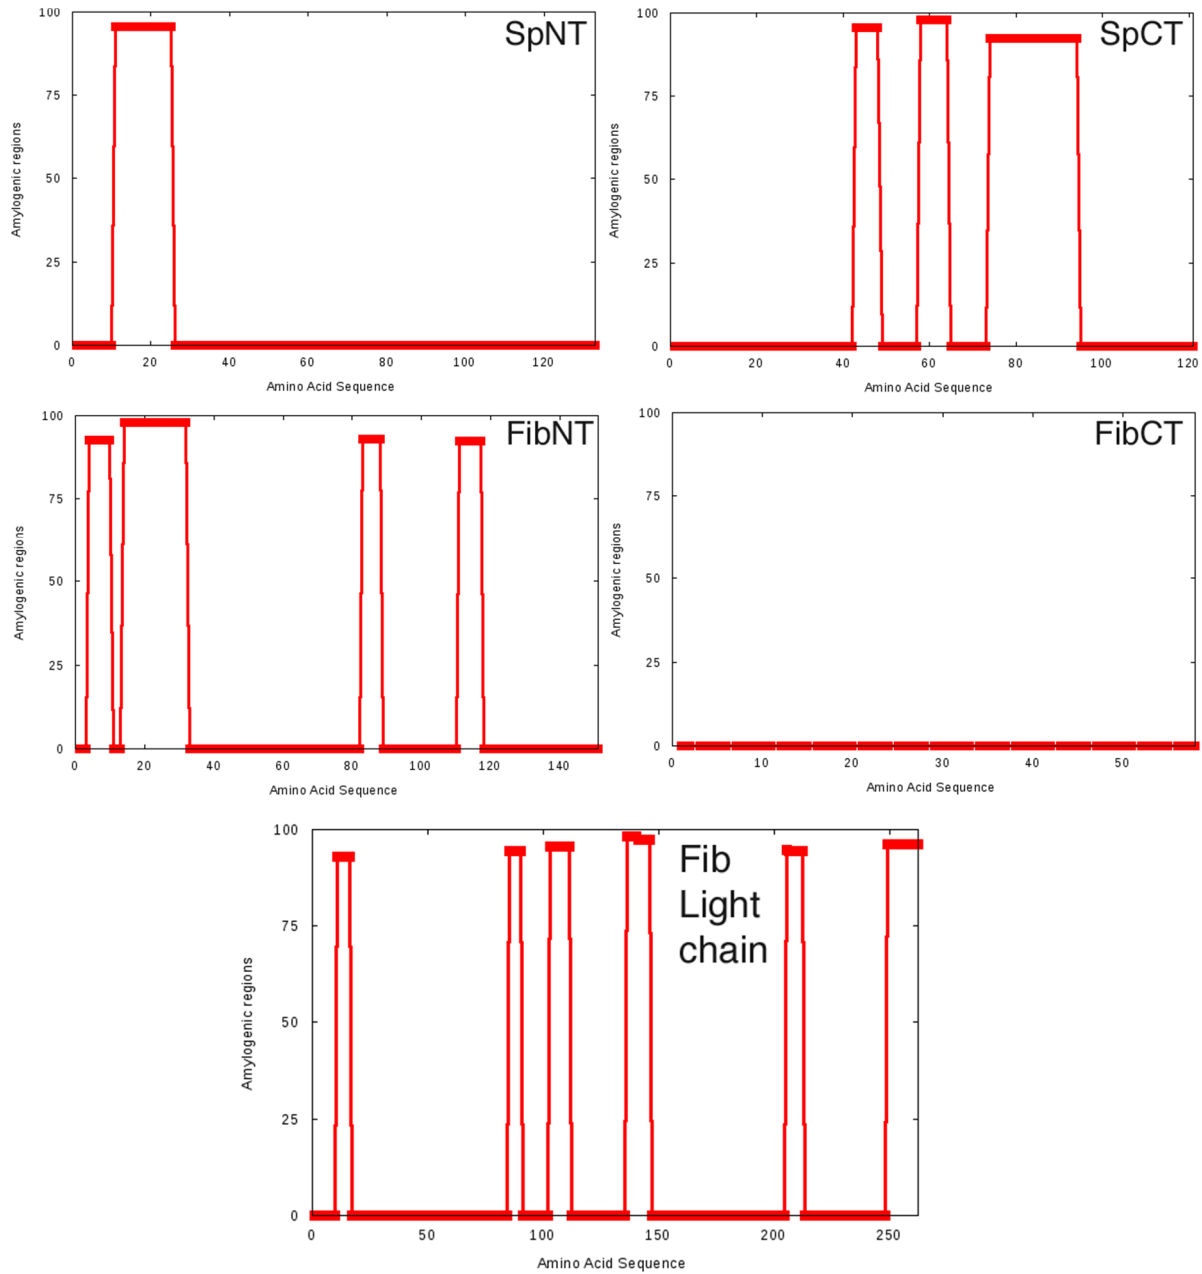 SpNT
100
75
50
25
0
Amylogenic regions
0 20 40 60 80 100 120
Amino Acid Sequence
SpCT
100
75
50
25
0
Amylogenic regions
0 20 40 60 80 100 120
Amino Acid Sequence
FibNT
100
75
50
25
0
Amylogenic regions
0 20 40 60 80 100 120 140
Amino Acid Sequence
FibCT
100
75
50
25
0
Amylogenic regions
0 10 20 30 40 50
Amino Acid Sequence
Fib
Light
chain
100
75
50
25
0
Amylogenic regions
0 50 100 150 200 250
Amino Acid Sequence